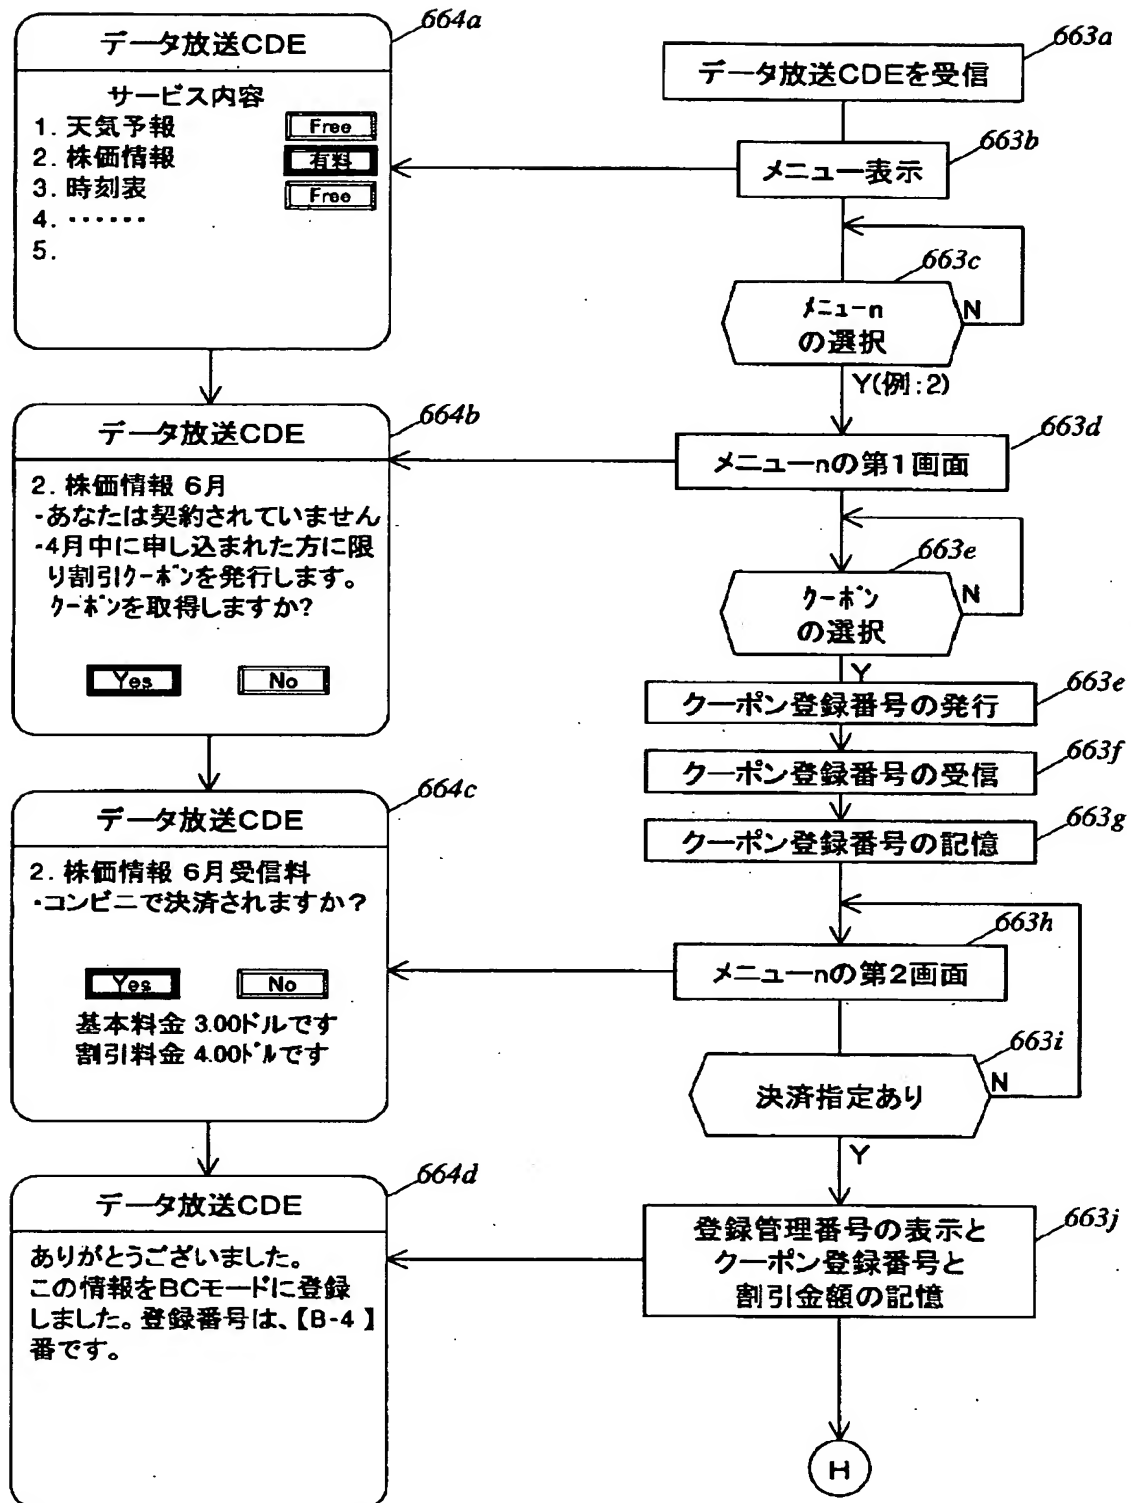 664a
データ放送CDE
サービス内容
1. 天気予報 Free
2. 株価情報 有料
3. 時刻表 Free
4. ‥‥‥
5.
664b
データ放送CDE
2. 株価情報 6月
-あなたは契約されていません
-4月中に申し込まれた方に限
り割引ｸｰﾎﾟﾝを発行します。
ｸｰﾎﾟﾝを取得しますか?
Yes No
664c
データ放送CDE
2. 株価情報 6月受信料
・コンビニで決済されますか?
Yes No
基本料金 3.00ドルです
割引料金 4.00ﾄﾞﾙです
664d
データ放送CDE
ありがとうございました。
この情報をBCモードに登録
しました。登録番号は、【B-4 】
番です。
663a
データ放送CDEを受信
663b
メニュー表示
663c
ﾒﾆｭｰn
の選択
N
Y(例:2)
663d
メニューnの第1画面
663e
ｸｰﾎﾟﾝ
の選択
N
Y
663e
クーポン登録番号の発行
663f
クーポン登録番号の受信
663g
クーポン登録番号の記憶
663h
メニューnの第2画面
663i
決済指定あり
N
Y
663j
登録管理番号の表示と
クーポン登録番号と
割引金額の記憶
H